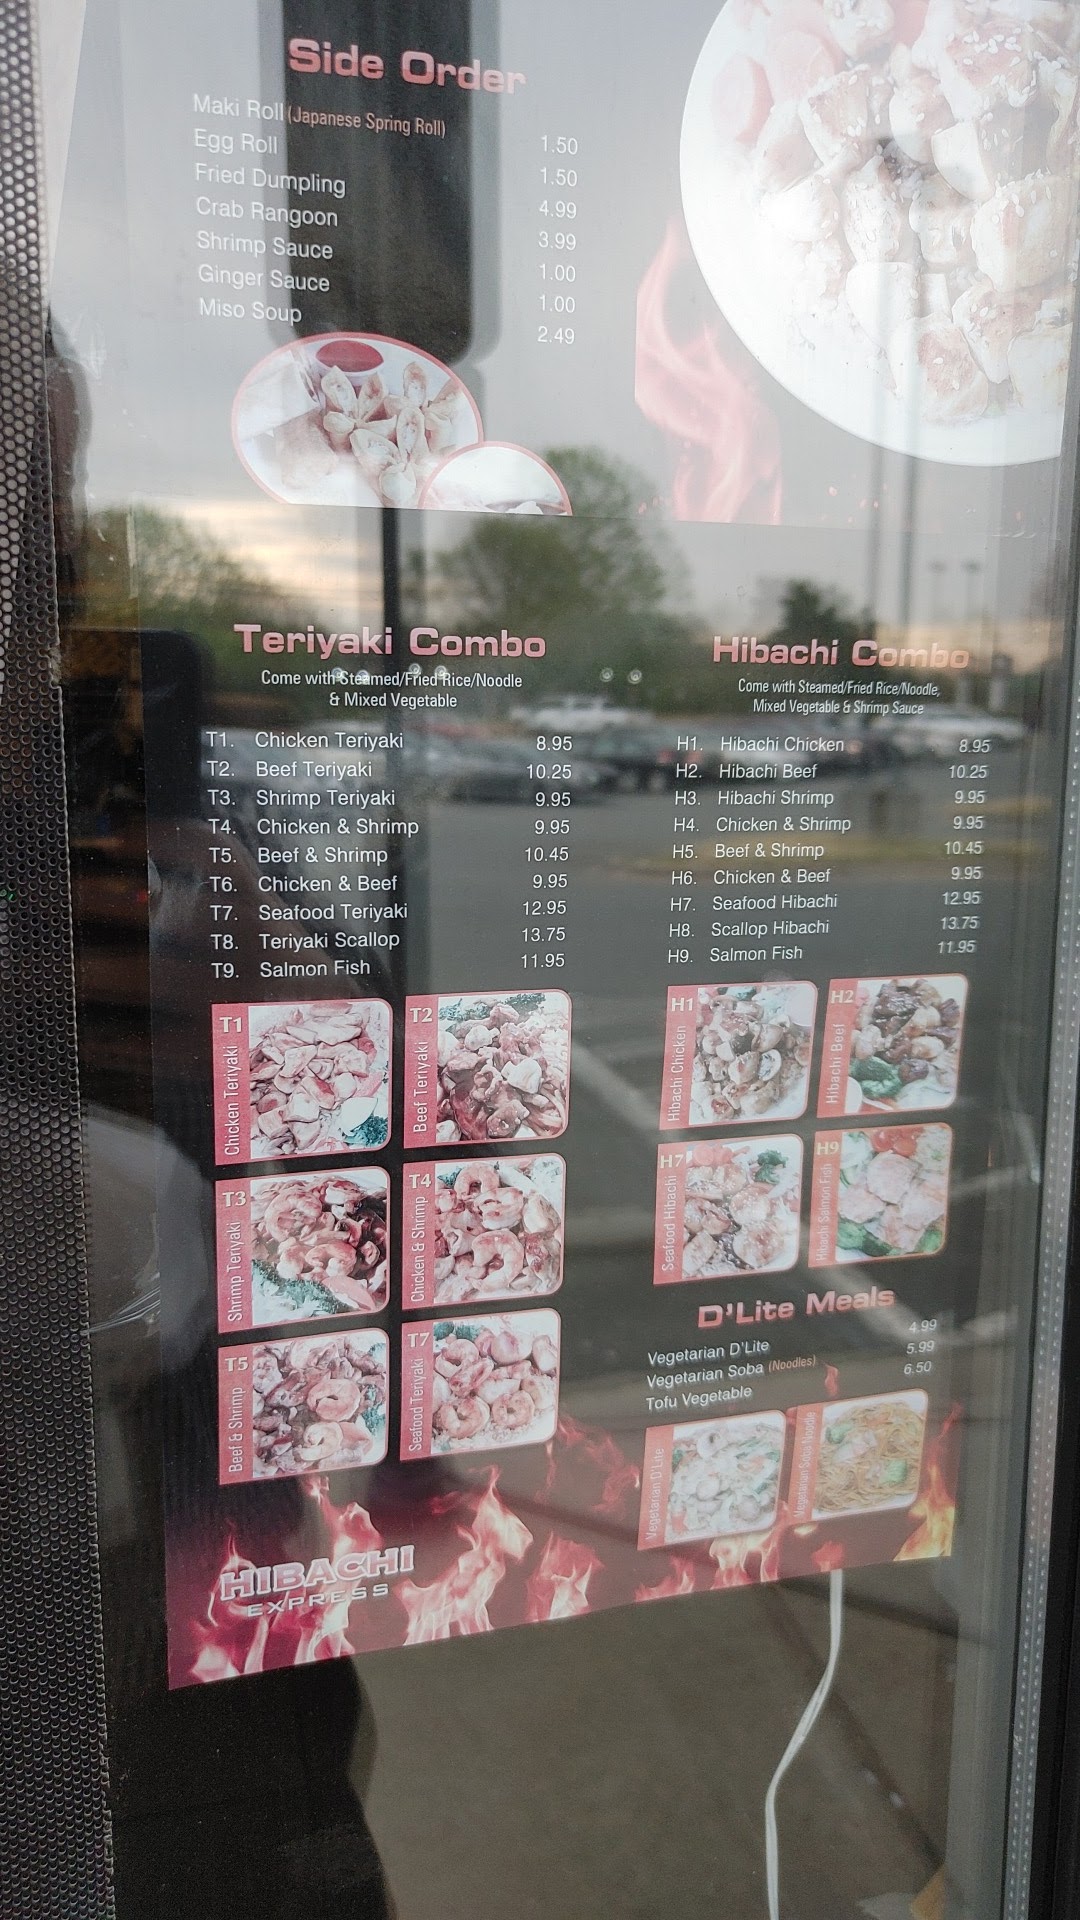 Side Order
Maki Roll (Japanese Spring Roll) 1.50
Egg Roll 1.50
Fried Dumpling 4.99
Crab Rangoon 3.99
Shrimp Sauce 1.00
Ginger Sauce 1.00
Miso Soup 2.49
Teriyaki Combo
Come with Steamed/Fried Rice/Noodle
& Mixed Vegetable
T1. Chicken Teriyaki 8.95
T2. Beef Teriyaki 10.25
T3. Shrimp Teriyaki 9.95
T4. Chicken & Shrimp 9.95
T5. Beef & Shrimp 10.45
T6. Chicken & Beef 9.95
T7. Seafood Teriyaki 12.95
T8. Teriyaki Scallop 13.75
T9. Salmon Fish 11.95
T1 Chicken Teriyaki
T2 Beef Teriyaki
T3 Shrimp Teriyaki
T4 Chicken & Shrimp
T5 Beef & Shrimp
T7 Seafood Teriyaki
HIBACHI
EXPRESS
Hibachi Combo
Come with Steamed/Fried Rice/Noodle,
Mixed Vegetable & Shrimp Sauce
H1. Hibachi Chicken 8.95
H2. Hibachi Beef 10.25
H3. Hibachi Shrimp 9.95
H4. Chicken & Shrimp 9.95
H5. Beef & Shrimp 10.45
H6. Chicken & Beef 9.95
H7. Seafood Hibachi 12.95
H8. Scallop Hibachi 13.75
H9. Salmon Fish 11.95
H1 Hibachi Chicken
H2 Hibachi Beef
H7 Seafood Hibachi
H9 Hibachi Salmon Fish
D'Lite Meals
Vegetarian D'Lite 4.99
Vegetarian Soba (Noodles) 5.99
Tofu Vegetable 6.50
Vegetarian D'Lite
Vegetarian Soba Noodle